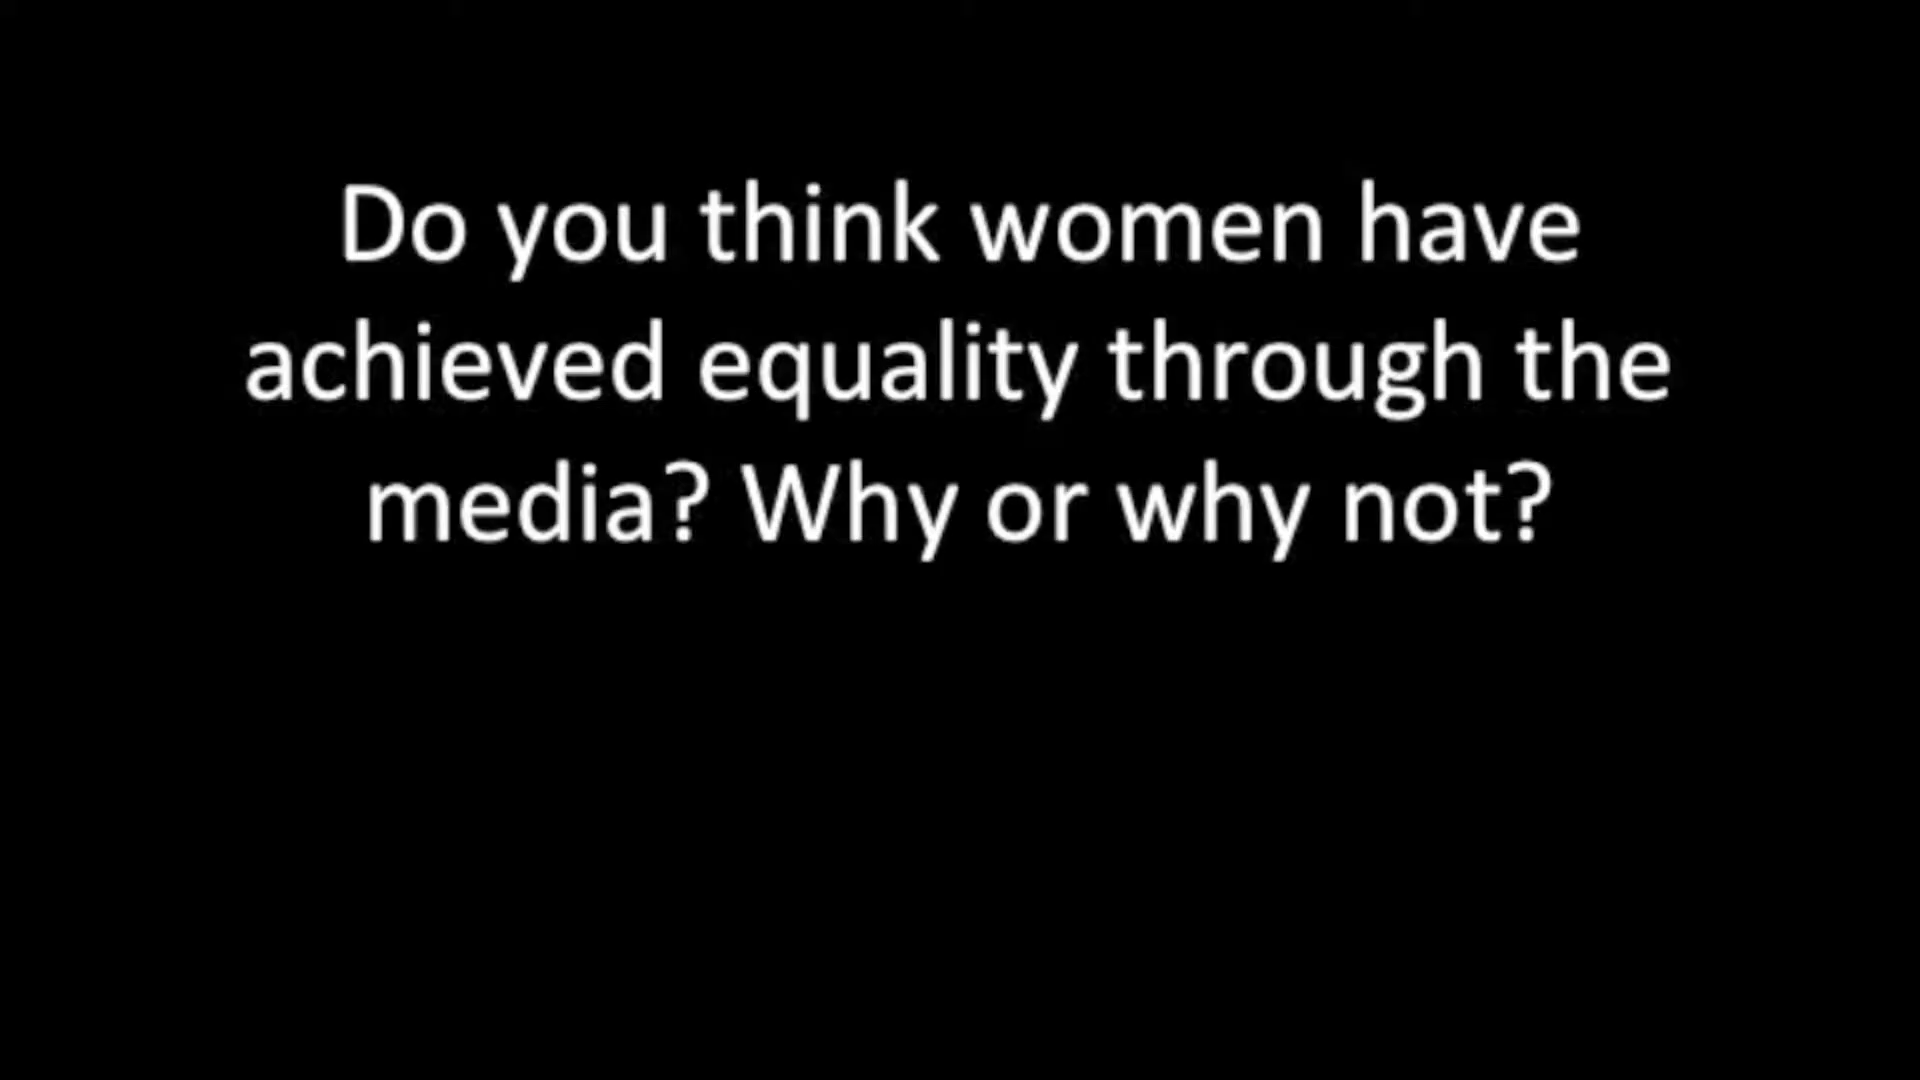 Do you think women have
achieved equality through the
media? Why or why not?